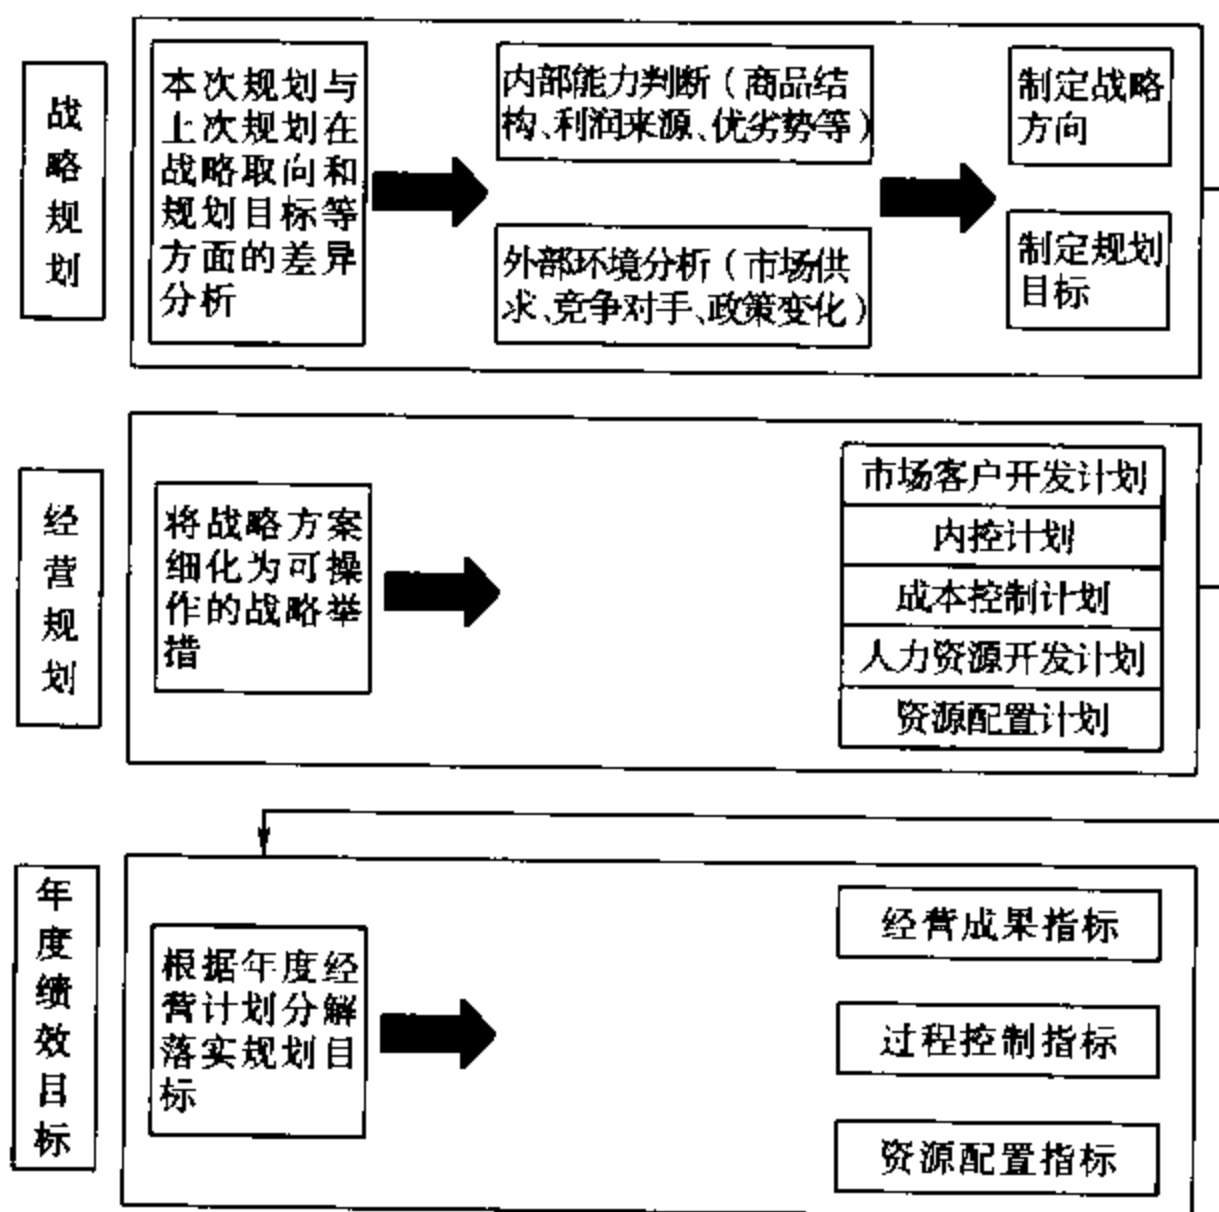 战略规划
本次规划与
上次规划在
战略取向和
规划目标等
方面的差异
分析
内部能力判断（商品结
构、利润来源、优劣势等）
外部环境分析（市场供
求、竞争对手、政策变化）
制定战略
方向
制定规划
目标
经营规划
将战略方案
细化为可操
作的战略举
措
市场客户开发计划
内控计划
成本控制计划
人力资源开发计划
资源配置计划
年度绩效目标
根据年度经
营计划分解
落实规划目
标
经营成果指标
过程控制指标
资源配置指标